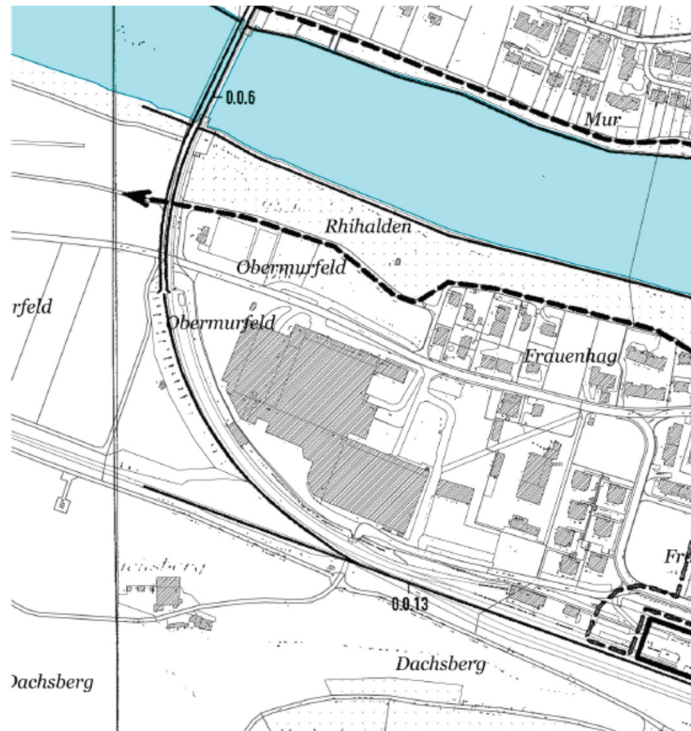 0.0.6
Mur
Rhihalden
Obermurfeld
rfeld
Obermurfeld
Frauenhag
Fr
0.0.13
Dachsberg
Dachsberg